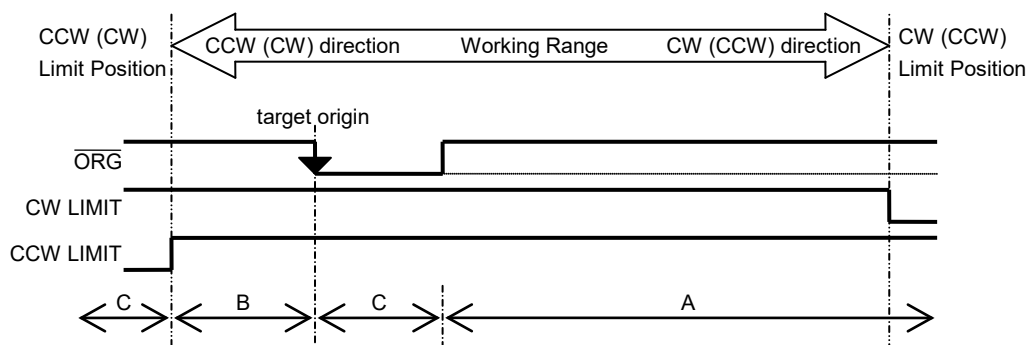 CCW (CW)
Limit Position
CCW (CW) direction
Working Range
CW (CCW) direction
CW (CCW)
Limit Position
target origin
ORG
CW LIMIT
CCW LIMIT
C
B
C
A